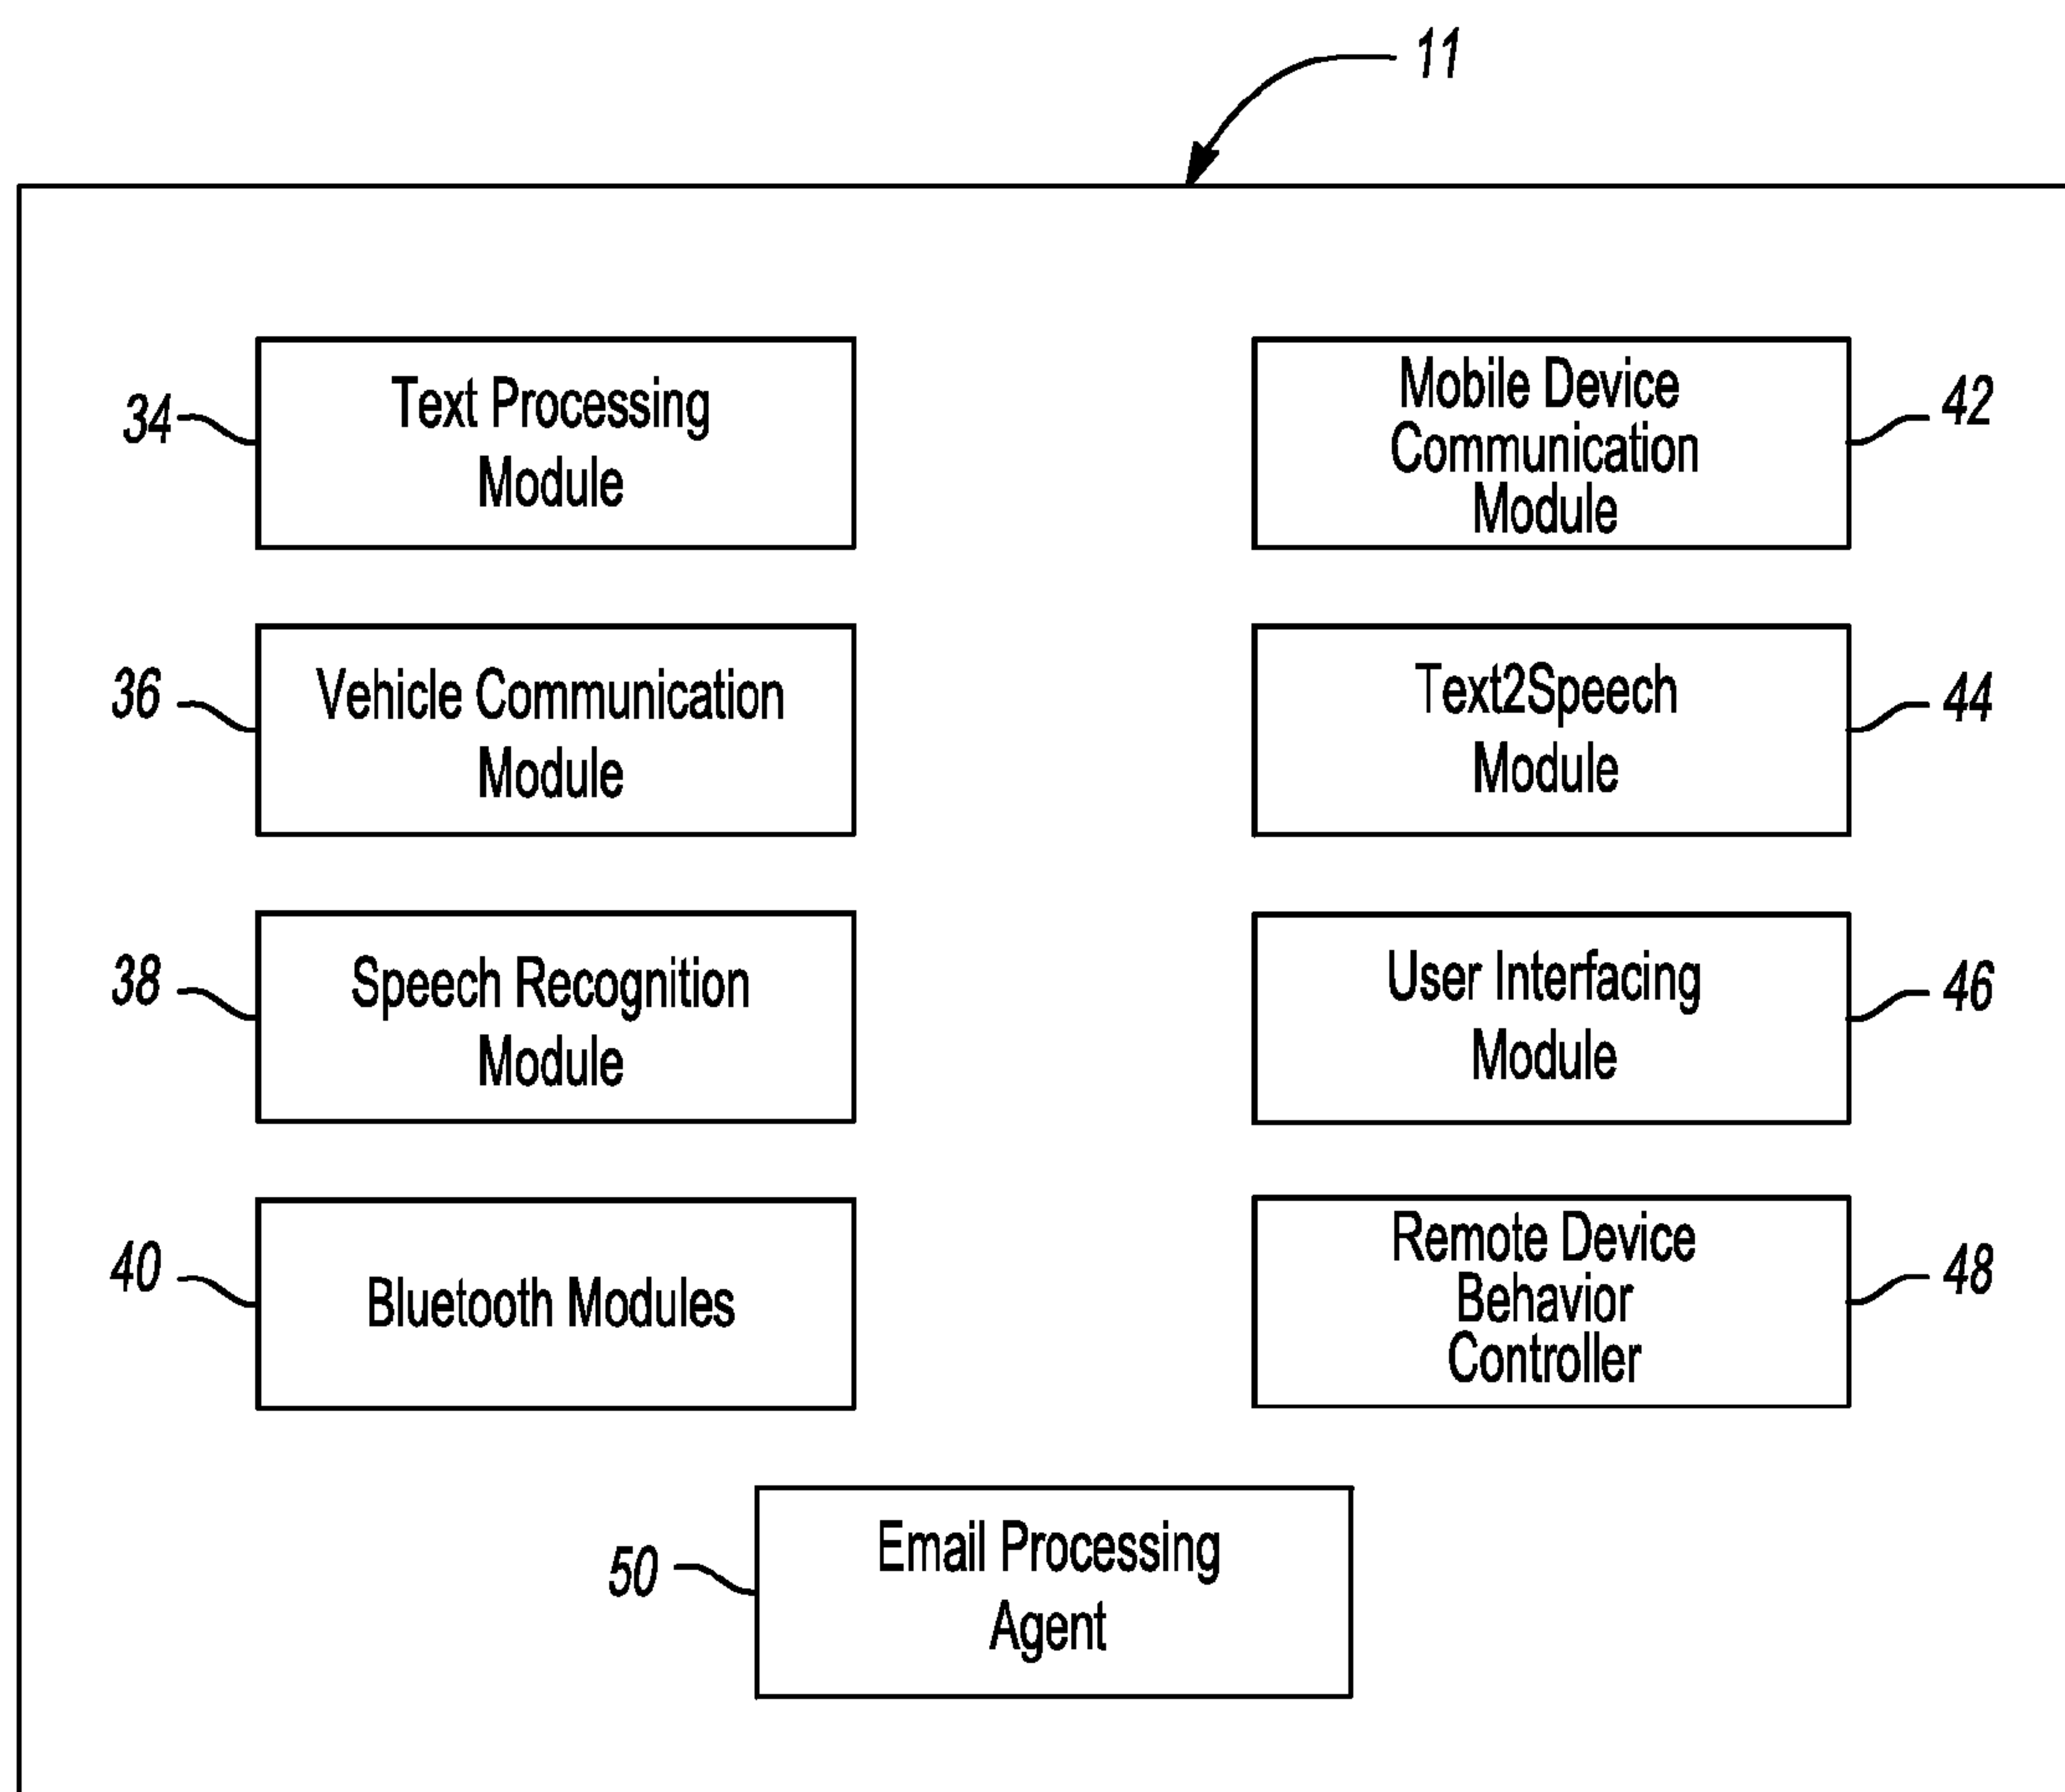 11
34
Text Processing
Module
Mobile Device
Communication
Module
42
36
Vehicle Communication
Module
Text2Speech
Module
44
38
Speech Recognition
Module
User Interfacing
Module
46
40
Bluetooth Modules
Remote Device
Behavior
Controller
48
50
Email Processing
Agent